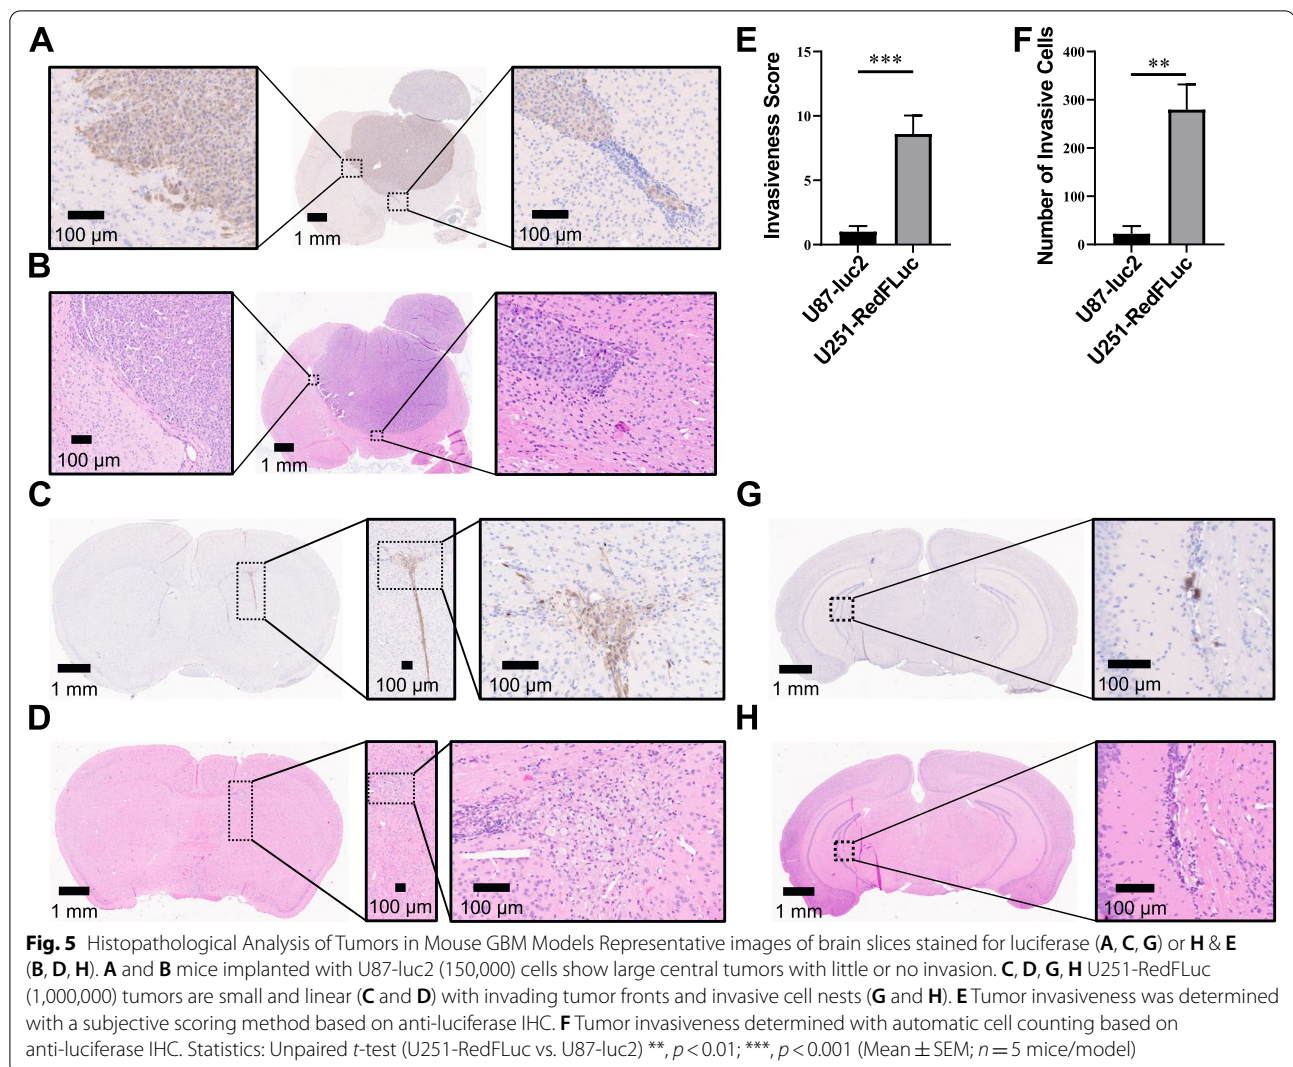 A
100 µm
1 mm
100 µm
B
100 µm
1 mm
100 µm
C
1 mm
100 µm
100 µm
D
1 mm
100 µm
100 µm
E
Invasiveness Score
15
10
5
0
***
U87-luc2
U251-RedFLuc
F
Number of Invasive Cells
400
300
200
100
0
**
U87-luc2
U251-RedFLuc
G
1 mm
100 µm
H
1 mm
100 µm
Fig. 5 Histopathological Analysis of Tumors in Mouse GBM Models Representative images of brain slices stained for luciferase (A, C, G) or H & E
(B, D, H). A and B mice implanted with U87-luc2 (150,000) cells show large central tumors with little or no invasion. C, D, G, H U251-RedFLuc
(1,000,000) tumors are small and linear (C and D) with invading tumor fronts and invasive cell nests (G and H). E Tumor invasiveness was determined
with a subjective scoring method based on anti-luciferase IHC. F Tumor invasiveness determined with automatic cell counting based on
anti-luciferase IHC. Statistics: Unpaired t-test (U251-RedFLuc vs. U87-luc2) **, p < 0.01; ***, p < 0.001 (Mean ± SEM; n = 5 mice/model)